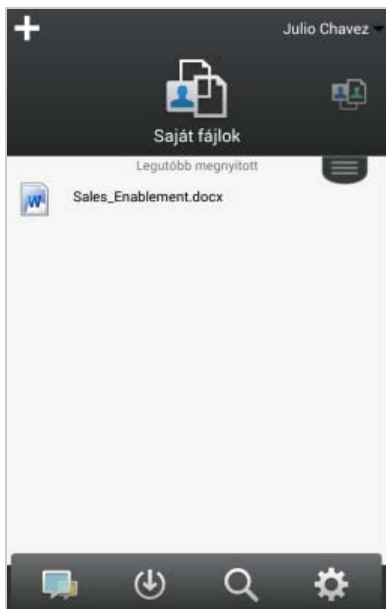 Julio Chavez
Saját fájlok
Legutóbb megnyitott
Sales_Enablement.docx